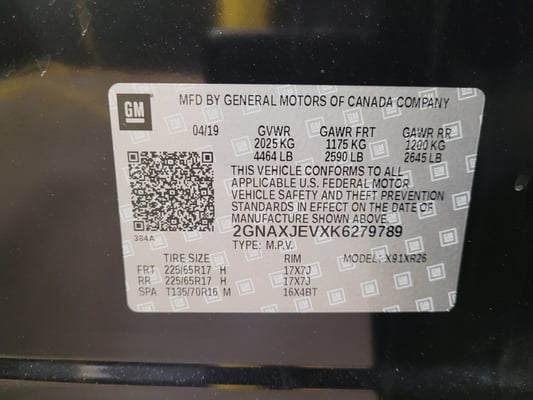 GM MFD BY GENERAL MOTORS OF CANADA COMPANY
04/19 GVWR GAWR FRT GAWR RR
2025 KG 1175 KG 1200 KG
4464 LB 2590 LB 2645 LB
THIS VEHICLE CONFORMS TO ALL
APPLICABLE U.S. FEDERAL MOTOR
VEHICLE SAFETY AND THEFT PREVENTION
STANDARDS IN EFFECT ON THE DATE OF
MANUFACTURE SHOWN ABOVE.
384A 2GNAXJEVXK6279789
TYPE: M.P.V.
TIRE SIZE RIM MODEL: X91XR26
FRT 225/65R17 H 17X7J
RR 225/65R17 H 17X7J
SPA T135/70R16 M 16X4BT